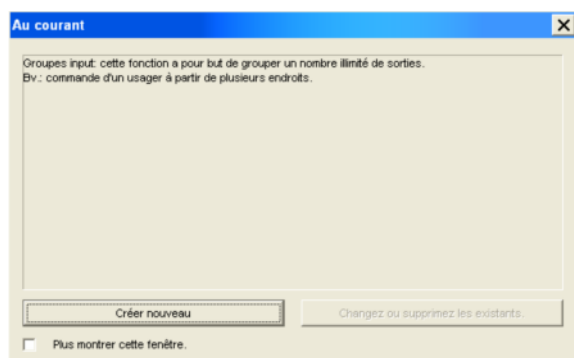 Au courant
Groupes input: cette fonction a pour but de grouper un nombre illimité de sorties.
Bv.: commande d'un usager à partir de plusieurs endroits.
Créer nouveau
Changez ou supprimez les existants.
Plus montrer cette fenêtre.